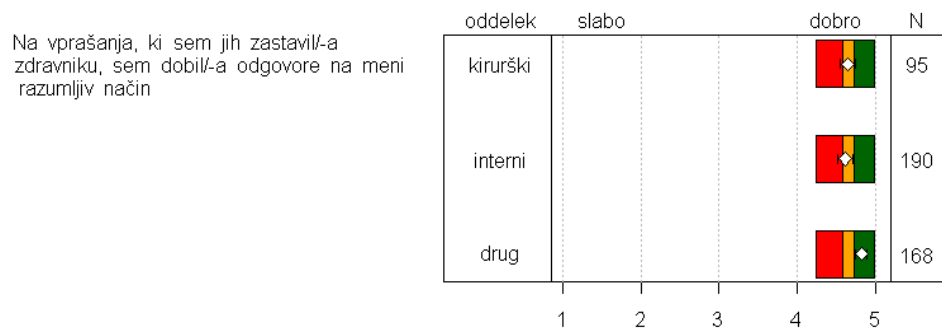 Na vprašanja, ki sem jih zastavil/-a
zdravniku, sem dobil/-a odgovore na meni
razumljiv način
oddelek slabo dobro N
kirurški 95
interni 190
drug 168
1 2 3 4 5